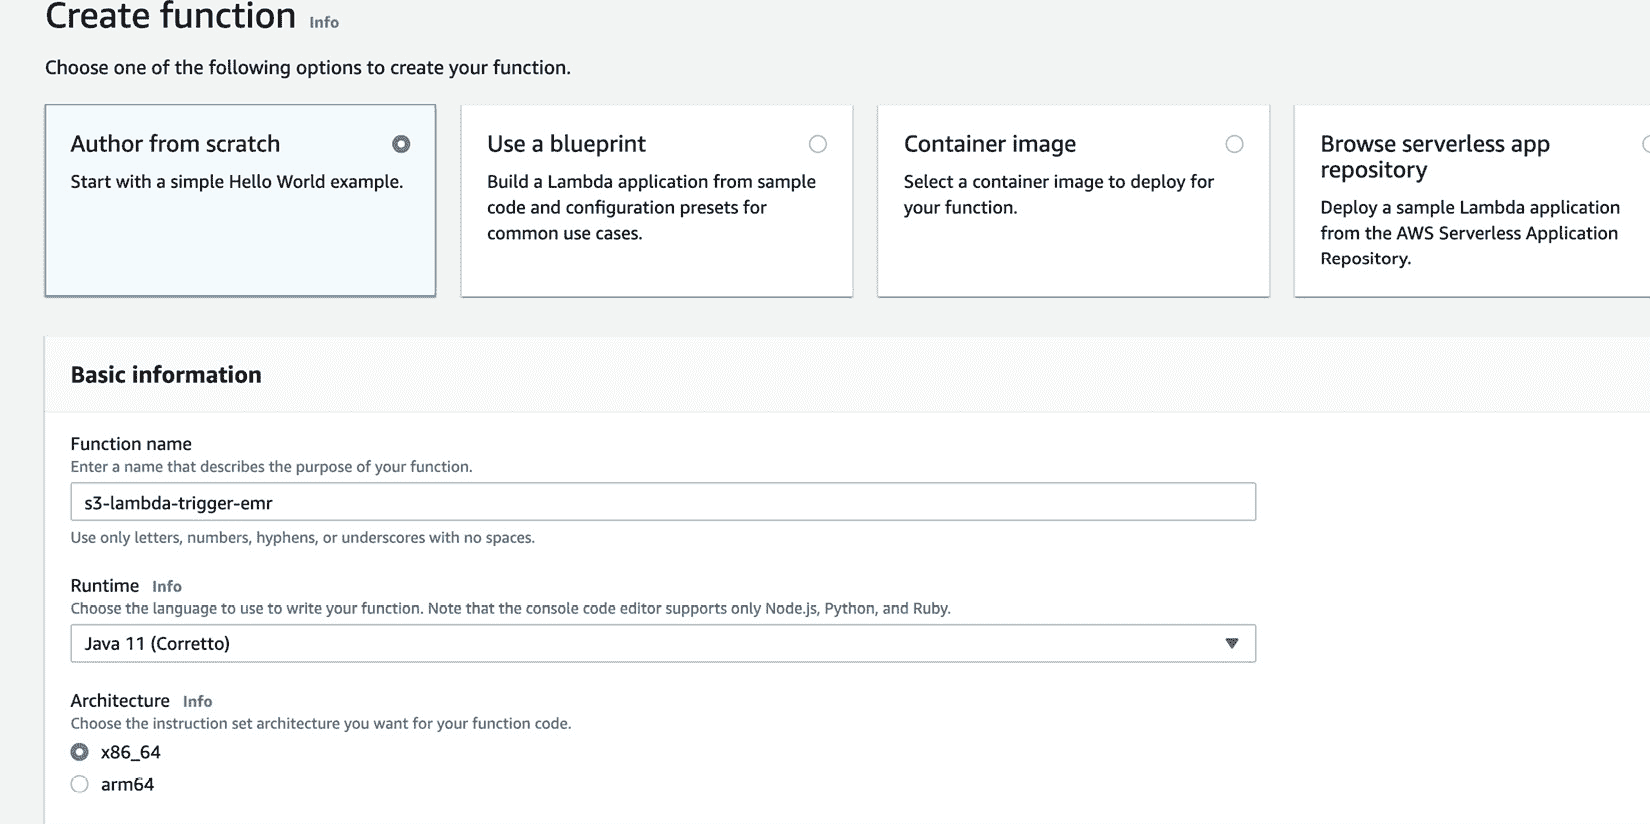 Create function Info
Choose one of the following options to create your function.
Author from scratch
Start with a simple Hello World example.
Use a blueprint
Build a Lambda application from sample
code and configuration presets for
common use cases.
Container image
Select a container image to deploy for
your function.
Browse serverless app
repository
Deploy a sample Lambda application
from the AWS Serverless Application
Repository.
Basic information
Function name
Enter a name that describes the purpose of your function.
s3-lambda-trigger-emr
Use only letters, numbers, hyphens, or underscores with no spaces.
Runtime Info
Choose the language to use to write your function. Note that the console code editor supports only Node.js, Python, and Ruby.
Java 11 (Corretto)
Architecture Info
Choose the instruction set architecture you want for your function code.
x86_64
arm64